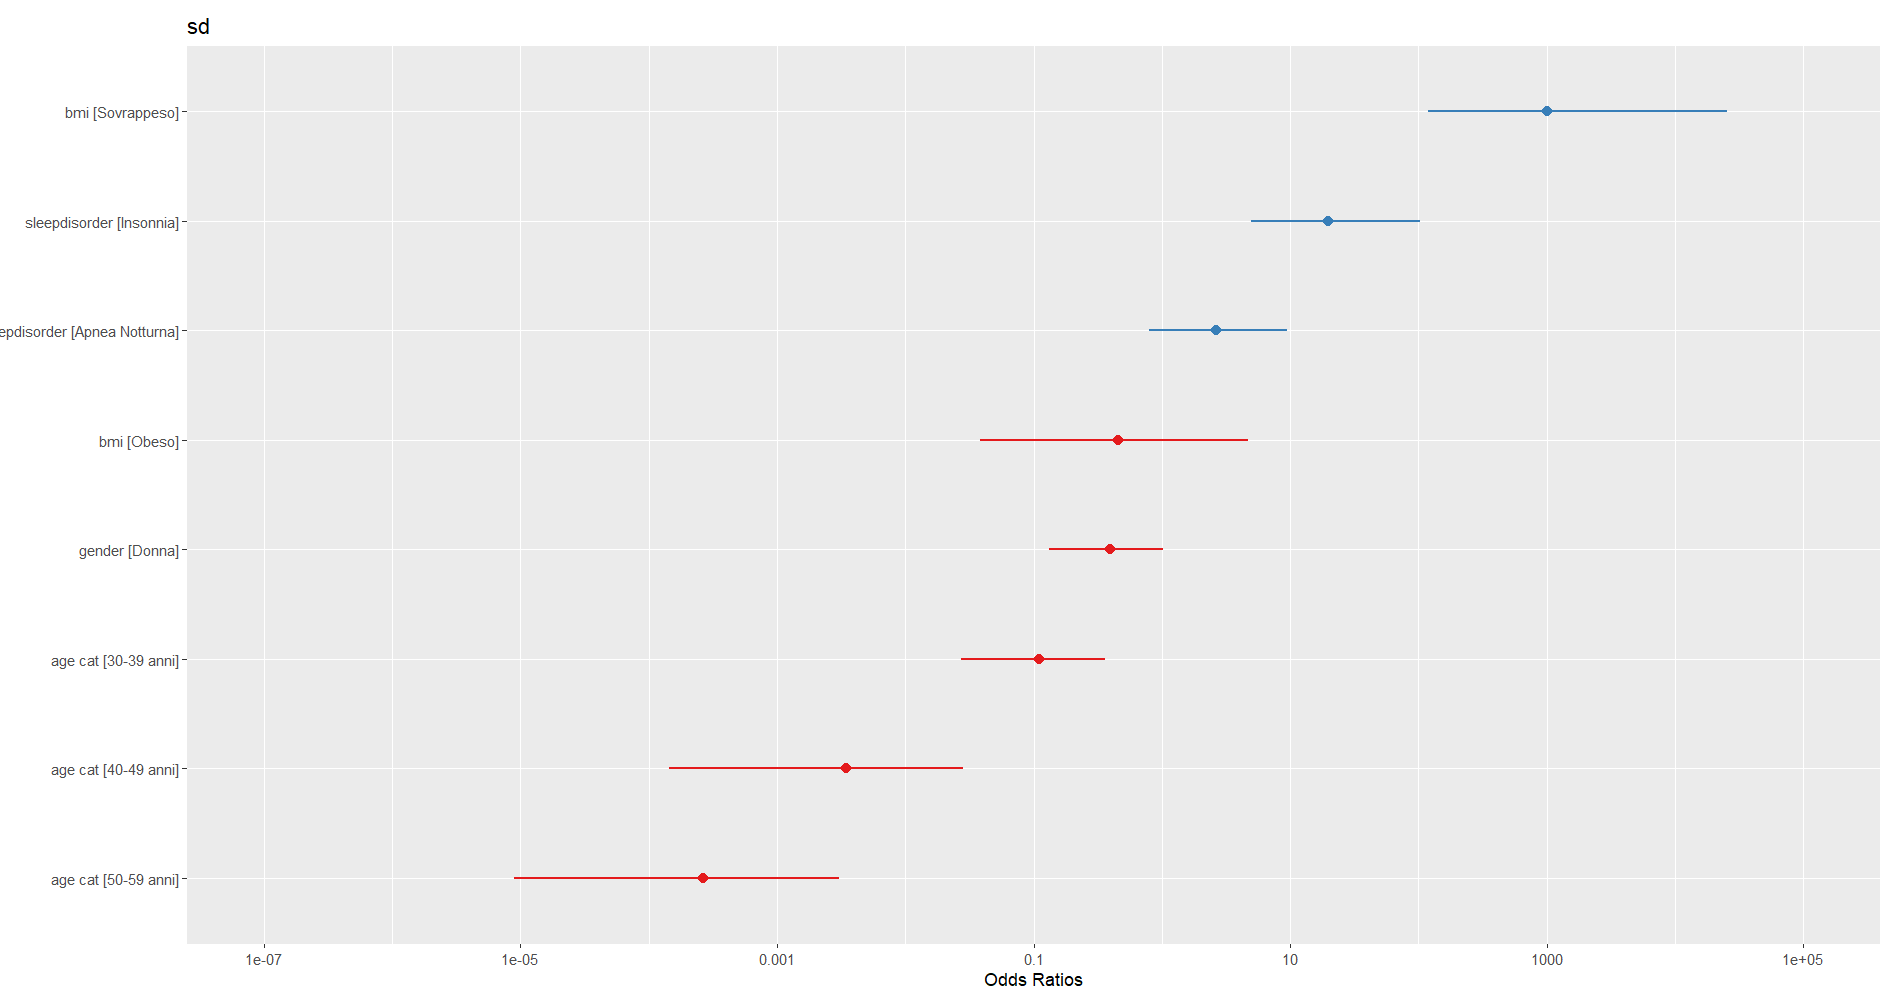 sd
bmi [Sovrappeso]
sleepdisorder [Insonnia]
epdisorder [Apnea Notturna]
bmi [Obeso]
gender [Donna]
age cat [30-39 anni]
age cat [40-49 anni]
age cat [50-59 anni]
1e-07 1e-05 0.001 0.1 10 1000 1e+05
Odds Ratios